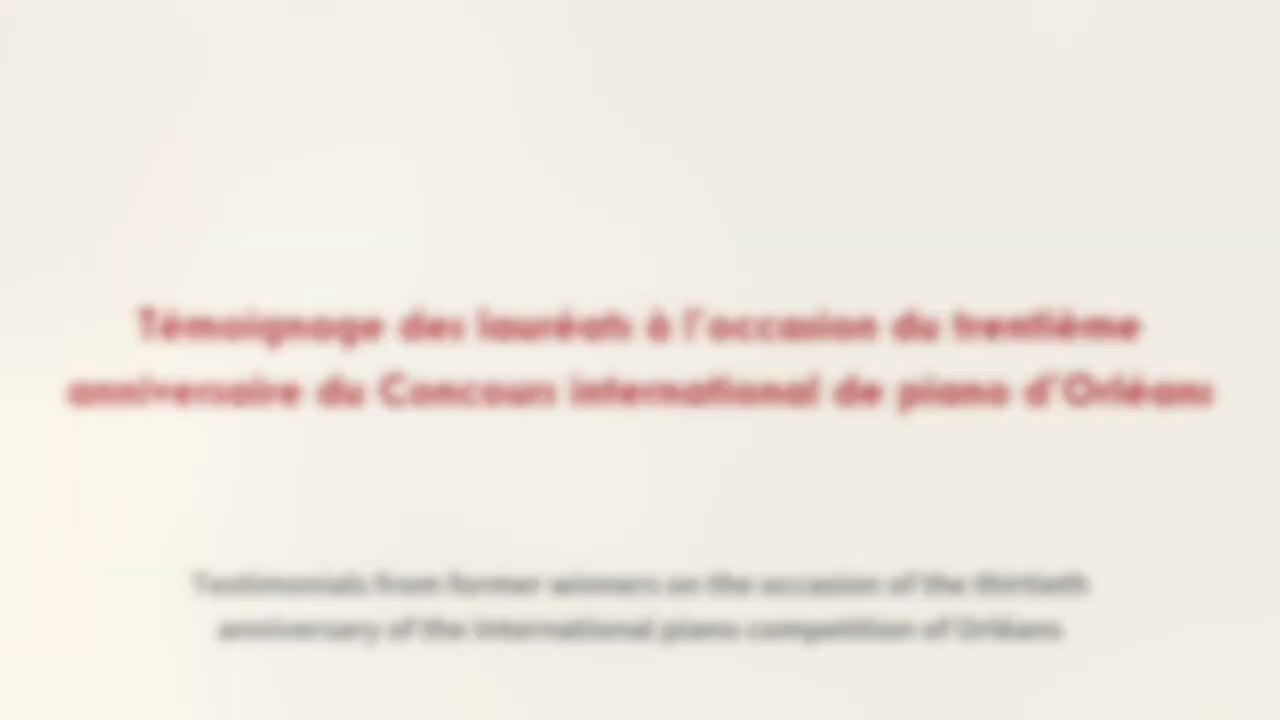 Témoignage des lauréats à l'occasion du trentième
anniversaire du Concours international de piano d'Orléans
Testimonials from former winners on the occasion of the thirtieth
anniversary of the international piano competition of Orléans